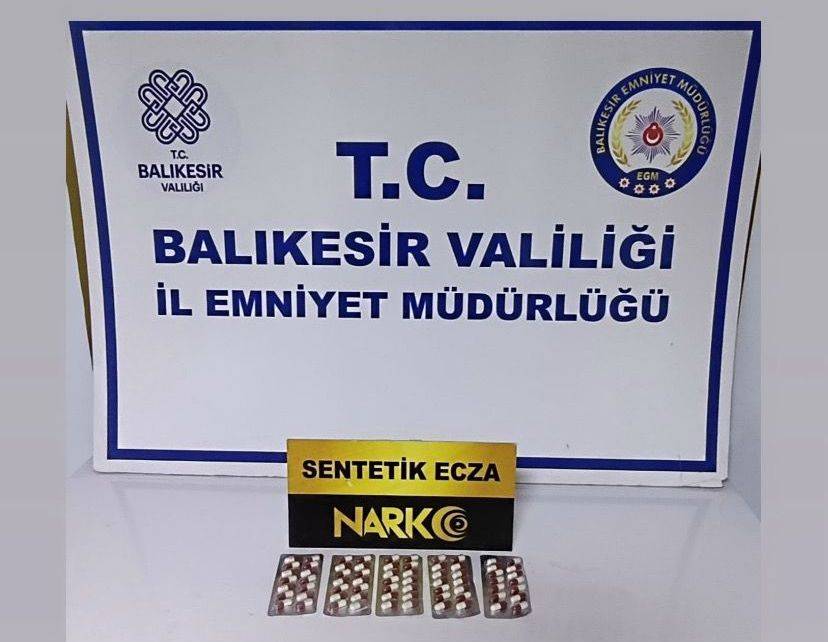 T.C.
BALIKESİR
VALİLİĞİ
BALIKESİR EMNİYET MÜDÜRLÜĞÜ
EGM
T.C.
BALIKESİR VALİLİĞİ
İL EMNİYET MÜDÜRLÜĞÜ
SENTETİK ECZA
NARKO